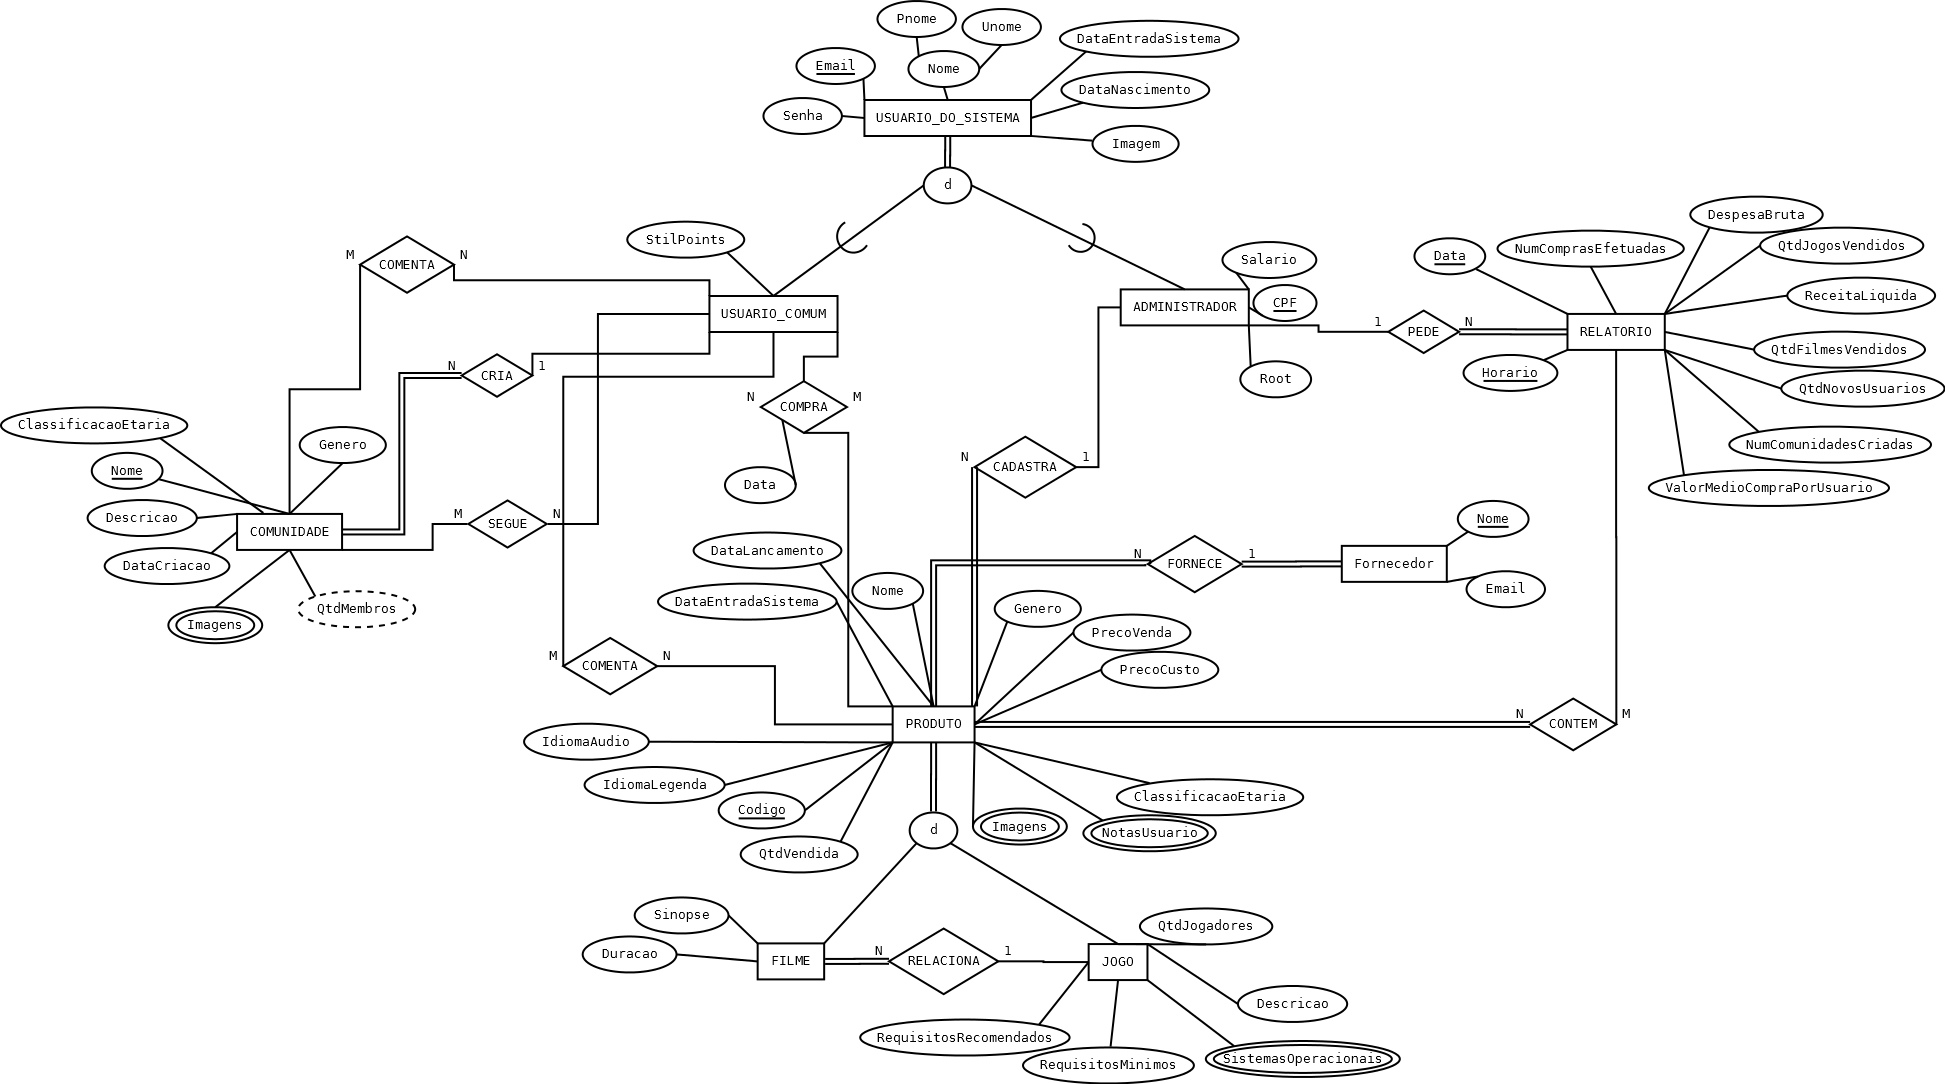 Pnome
Unome
DataEntradaSistema
Email
Nome
DataNascimento
Senha
USUARIO_DO_SISTEMA
Imagem
d
DespesaBruta
StilPoints
NumComprasEfetuadas
QtdJogosVendidos
M
COMENTA
N
Salario
Data
ReceitaLiquida
CPF
USUARIO_COMUM
ADMINISTRADOR
1
PEDE
N
RELATORIO
QtdFilmesVendidos
N
CRIA
1
Root
Horario
QtdNovosUsuarios
N
COMPRA
M
ClassificacaoEtaria
Genero
NumComunidadesCriadas
Nome
N
CADASTRA
1
Data
ValorMedioCompraPorUsuario
Descricao
COMUNIDADE
M
SEGUE
N
Nome
DataCriacao
DataLancamento
N
FORNECE
1
Fornecedor
Email
Nome
DataEntradaSistema
Genero
Imagens
QtdMembros
PrecoVenda
M
COMENTA
N
PrecoCusto
PRODUTO
N
CONTEM
M
IdiomaAudio
IdiomaLegenda
ClassificacaoEtaria
Codigo
d
Imagens
NotasUsuario
QtdVendida
Sinopse
QtdJogadores
Duracao
FILME
N
RELACIONA
1
JOGO
Descricao
RequisitosRecomendados
SistemasOperacionais
RequisitosMinimos